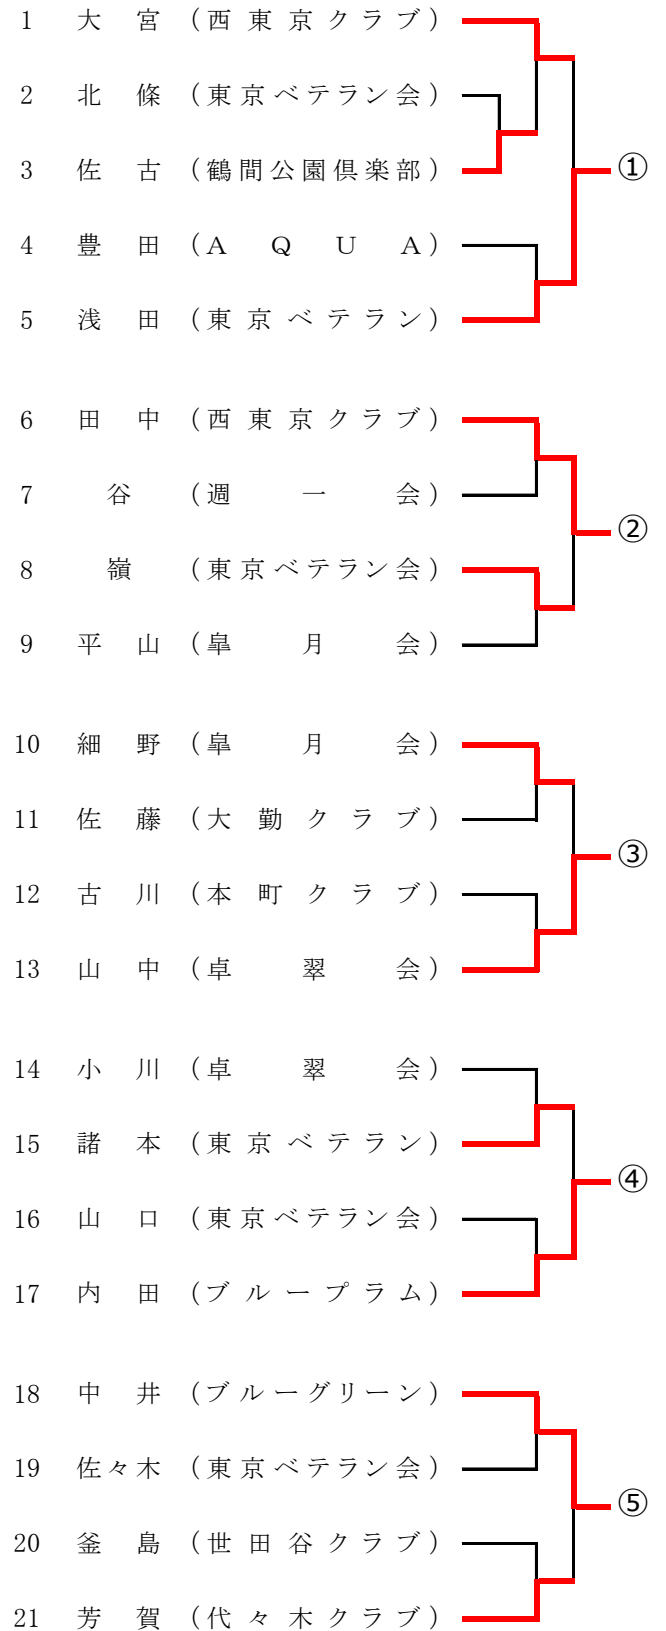 1 大宮 (西東京クラブ)
2 北條 (東京ベテラン会)
3 佐古 (鶴間公園倶楽部) ①
4 豊田 (AQUA)
5 浅田 (東京ベテラン)
6 田中 (西東京クラブ)
7 谷 (週一会) ②
8 嶺 (東京ベテラン会)
9 平山 (皐月会)
10 細野 (皐月会)
11 佐藤 (大勤クラブ) ③
12 古川 (本町クラブ)
13 山中 (卓翠会)
14 小川 (卓翠会)
15 諸本 (東京ベテラン) ④
16 山口 (東京ベテラン会)
17 内田 (ブループラム)
18 中井 (ブルーグリーン)
19 佐々木 (東京ベテラン会) ⑤
20 釜島 (世田谷クラブ)
21 芳賀 (代々木クラブ)